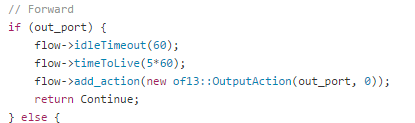 // Forward
if (out_port) {
    flow->idleTimeout(60);
    flow->timeToLive(5*60);
    flow->add_action(new of13::OutputAction(out_port, 0));
    return Continue;
} else {